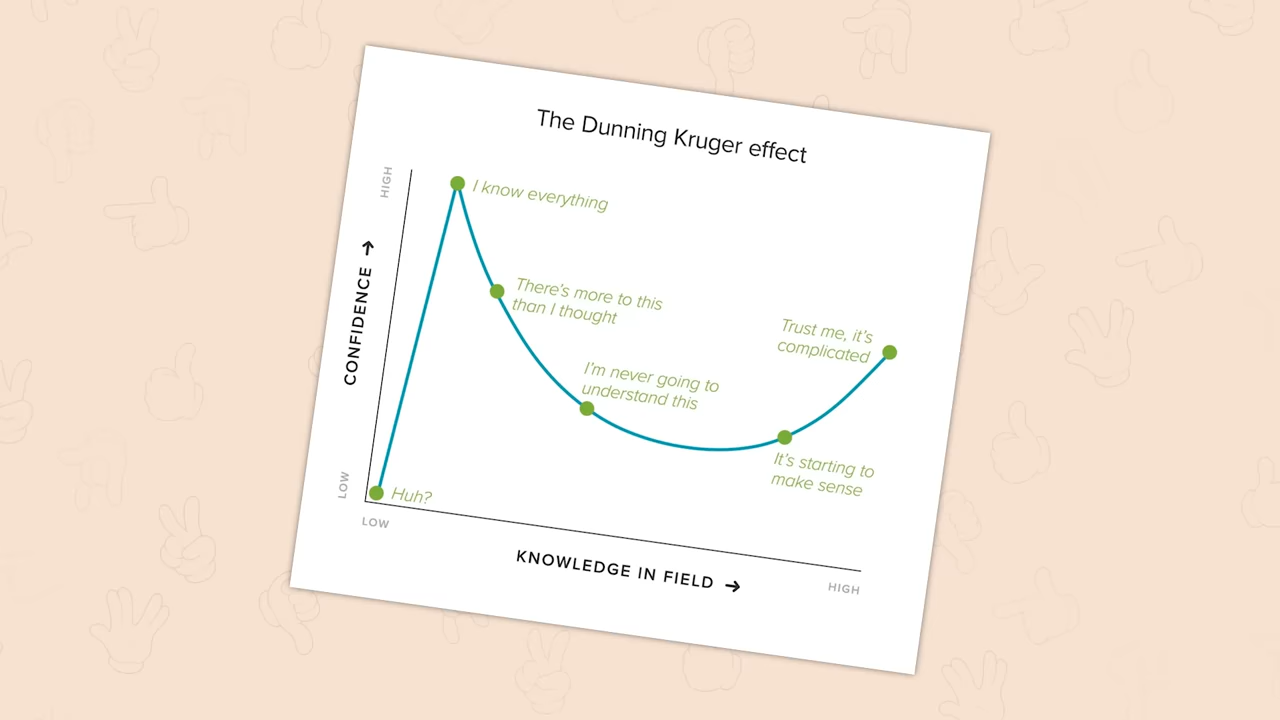 The Dunning Kruger effect
HIGH
I know everything
CONFIDENCE →
There's more to this
than I thought
Trust me, it's
complicated
I'm never going to
understand this
It's starting to
make sense
LOW
Huh?
LOW
KNOWLEDGE IN FIELD →
HIGH